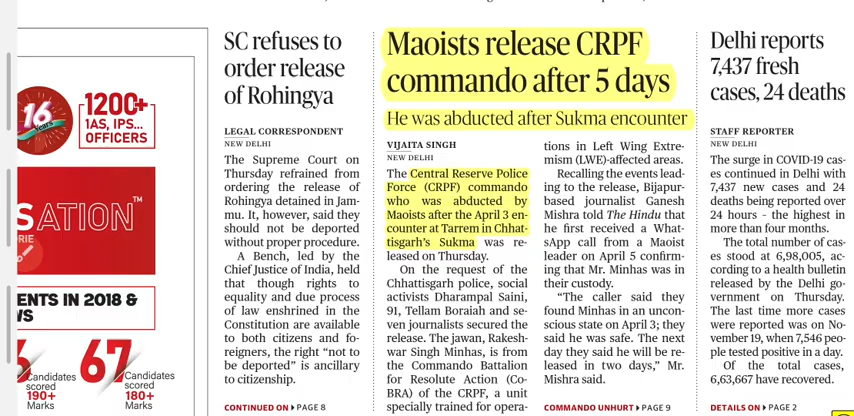 16
Years
1200+
IAS, IPS...
OFFICERS
SATION™
ORIE
ENTS IN 2018 &
WS
Candidates
scored
190+
Marks
67
Candidates
scored
180+
Marks
SC refuses to
order release
of Rohingya
LEGAL CORRESPONDENT
NEW DELHI
The Supreme Court on
Thursday refrained from
ordering the release of
Rohingya detained in Jam-
mu. It, however, said they
should not be deported
without proper procedure.
A Bench, led by the
Chief Justice of India, held
that though rights to
equality and due process
of law enshrined in the
Constitution are available
to both citizens and fo-
reigners, the right “not to
be deported” is ancillary
to citizenship.
CONTINUED ON ▸ PAGE 8
Maoists release CRPF
commando after 5 days
He was abducted after Sukma encounter
VIJAITA SINGH
NEW DELHI
The Central Reserve Police
Force (CRPF) commando
who was abducted by
Maoists after the April 3 en-
counter at Tarrem in Chhat-
tisgarh’s Sukma was re-
leased on Thursday.
On the request of the
Chhattisgarh police, social
activists Dharampal Saini,
91, Tellam Boraiah and se-
ven journalists secured the
release. The jawan, Rakesh-
war Singh Minhas, is from
the Commando Battalion
for Resolute Action (Co-
BRA) of the CRPF, a unit
specially trained for opera-
tions in Left Wing Extre-
mism (LWE)-affected areas.
Recalling the events lead-
ing to the release, Bijapur-
based journalist Ganesh
Mishra told The Hindu that
he first received a What-
sApp call from a Maoist
leader on April 5 confirm-
ing that Mr. Minhas was in
their custody.
“The caller said they
found Minhas in an uncon-
scious state on April 3; they
said he was safe. The next
day they said he will be re-
leased in two days,” Mr.
Mishra said.
COMMANDO UNHURT ▸ PAGE 9
Delhi reports
7,437 fresh
cases, 24 deaths
STAFF REPORTER
NEW DELHI
The surge in COVID-19 cas-
es continued in Delhi with
7,437 new cases and 24
deaths being reported over
24 hours - the highest in
more than four months.
The total number of cas-
es stood at 6,98,005, ac-
cording to a health bulletin
released by the Delhi go-
vernment on Thursday.
The last time more cases
were reported was on No-
vember 19, when 7,546 peo-
ple tested positive in a day.
Of the total cases,
6,63,667 have recovered.
DETAILS ON ▸ PAGE 2